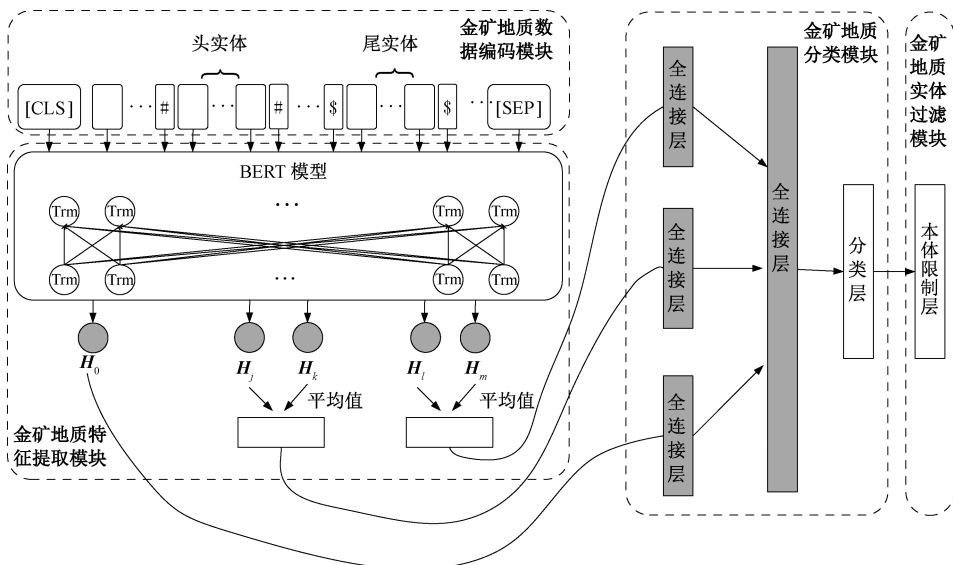 金矿地质数
据编码模块
头实体
尾实体
[CLS]
...
#
...
#
...
$
...
$
...
[SEP]
BERT 模型
Trm
Trm
...
Trm
Trm
Trm
Trm
...
Trm
Trm
H0
Hj
Hk
Hl
Hm
平均值
平均值
金矿地质特
征提取模块
金矿地质
分类模块
全连接层
全连接层
全连接层
全连接层
分类层
金矿
地质
实体
过滤
模块
本体限制层